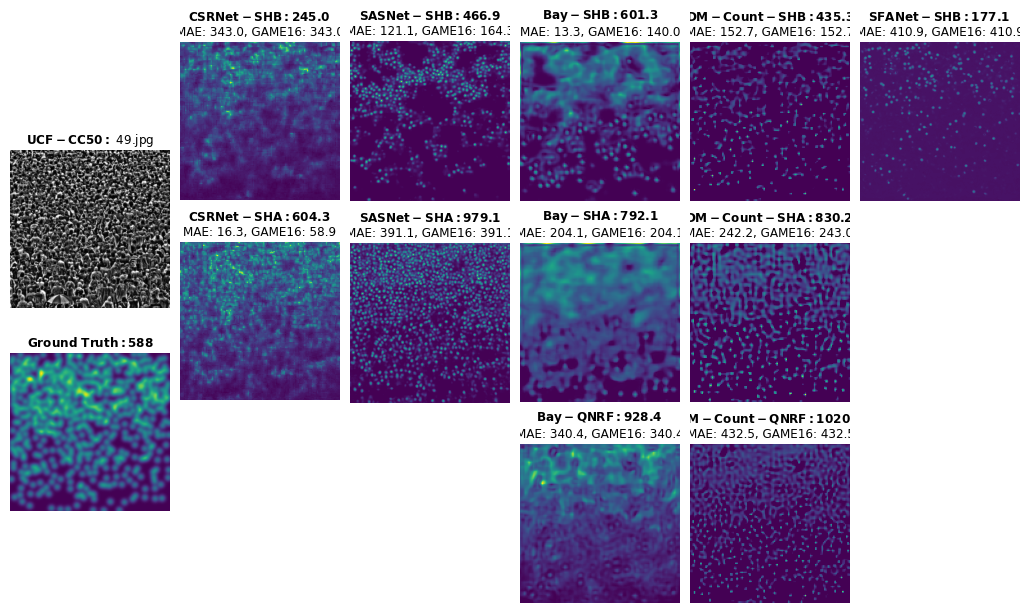 CSRNet – SHB: 245.0
MAE: 343.0, GAME16: 343.0
SASNet – SHB: 466.9
MAE: 121.1, GAME16: 164.3
Bay – SHB: 601.3
MAE: 13.3, GAME16: 140.0
DM – Count – SHB: 435.3
MAE: 152.7, GAME16: 152.7
SFANet – SHB: 177.1
MAE: 410.9, GAME16: 410.9
UCF – CC50: 49.jpg
CSRNet – SHA: 604.3
MAE: 16.3, GAME16: 58.9
SASNet – SHA: 979.1
MAE: 391.1, GAME16: 391.1
Bay – SHA: 792.1
MAE: 204.1, GAME16: 204.1
DM – Count – SHA: 830.2
MAE: 242.2, GAME16: 243.0
Ground Truth: 588
Bay – QNRF: 928.4
MAE: 340.4, GAME16: 340.4
M – Count – QNRF: 1020
MAE: 432.5, GAME16: 432.5